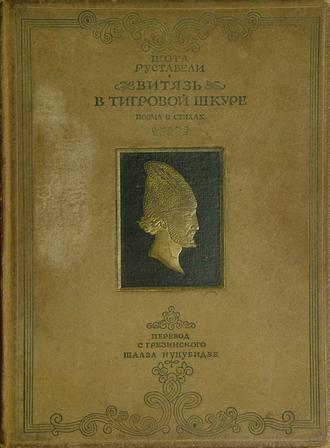 ШОТА
РУСТАВЕЛИ
ВИТЯЗЬ
В ТИГРОВОЙ ШКУРЕ
ПОЭМА В СТИХАХ
ПЕРЕВОД
С ГРУЗИНСКОГО
ШАЛВА НУЦУБИДЗЕ